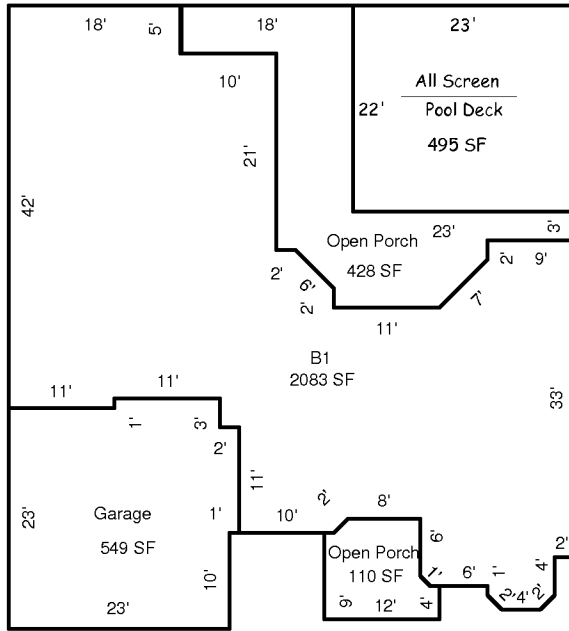 18' 5' 18' 23'
All Screen
Pool Deck
495 SF
10'
22'
21'
42'
23' 3'
Open Porch
428 SF
2' 9'
2' 6' 7'
2'
11'
B1
2083 SF
11' 11'
33'
1' 3'
2'
11'
Garage
549 SF
23'
1' 10' 2' 8'
6'
Open Porch
110 SF
2'
4'
10'
1' 6' 1'
2' 4' 2'
9' 12' 4'
23'